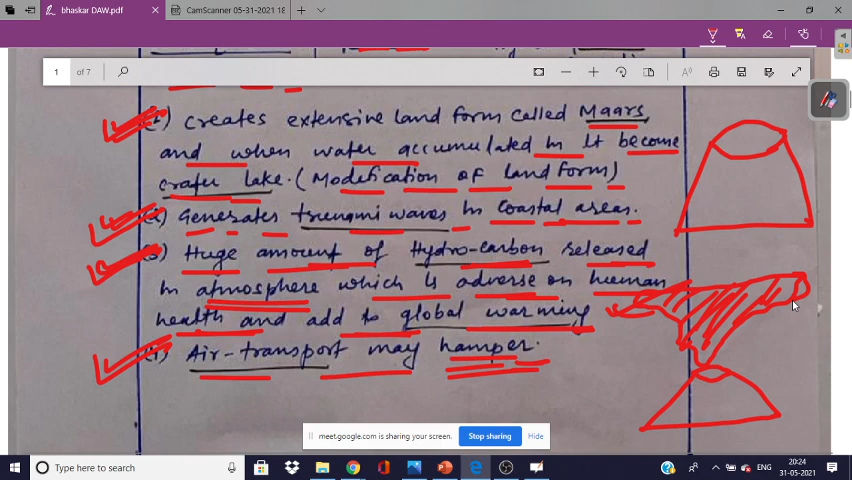 bhaskar DAW.pdf
CamScanner 05-31-2021 18
1 of 7
creates extensive land form called Maars,
and when water accumulated in it become
crater lake. (Modification of land form)
Generates tsunami waves in coastal areas.
Huge amount of Hydro-carbon released
in atmosphere which is adverse on human
health and add to global warming
Air-transport may hamper.
meet.google.com is sharing your screen.
Stop sharing
Hide
Type here to search
ENG
20:24
31-05-2021